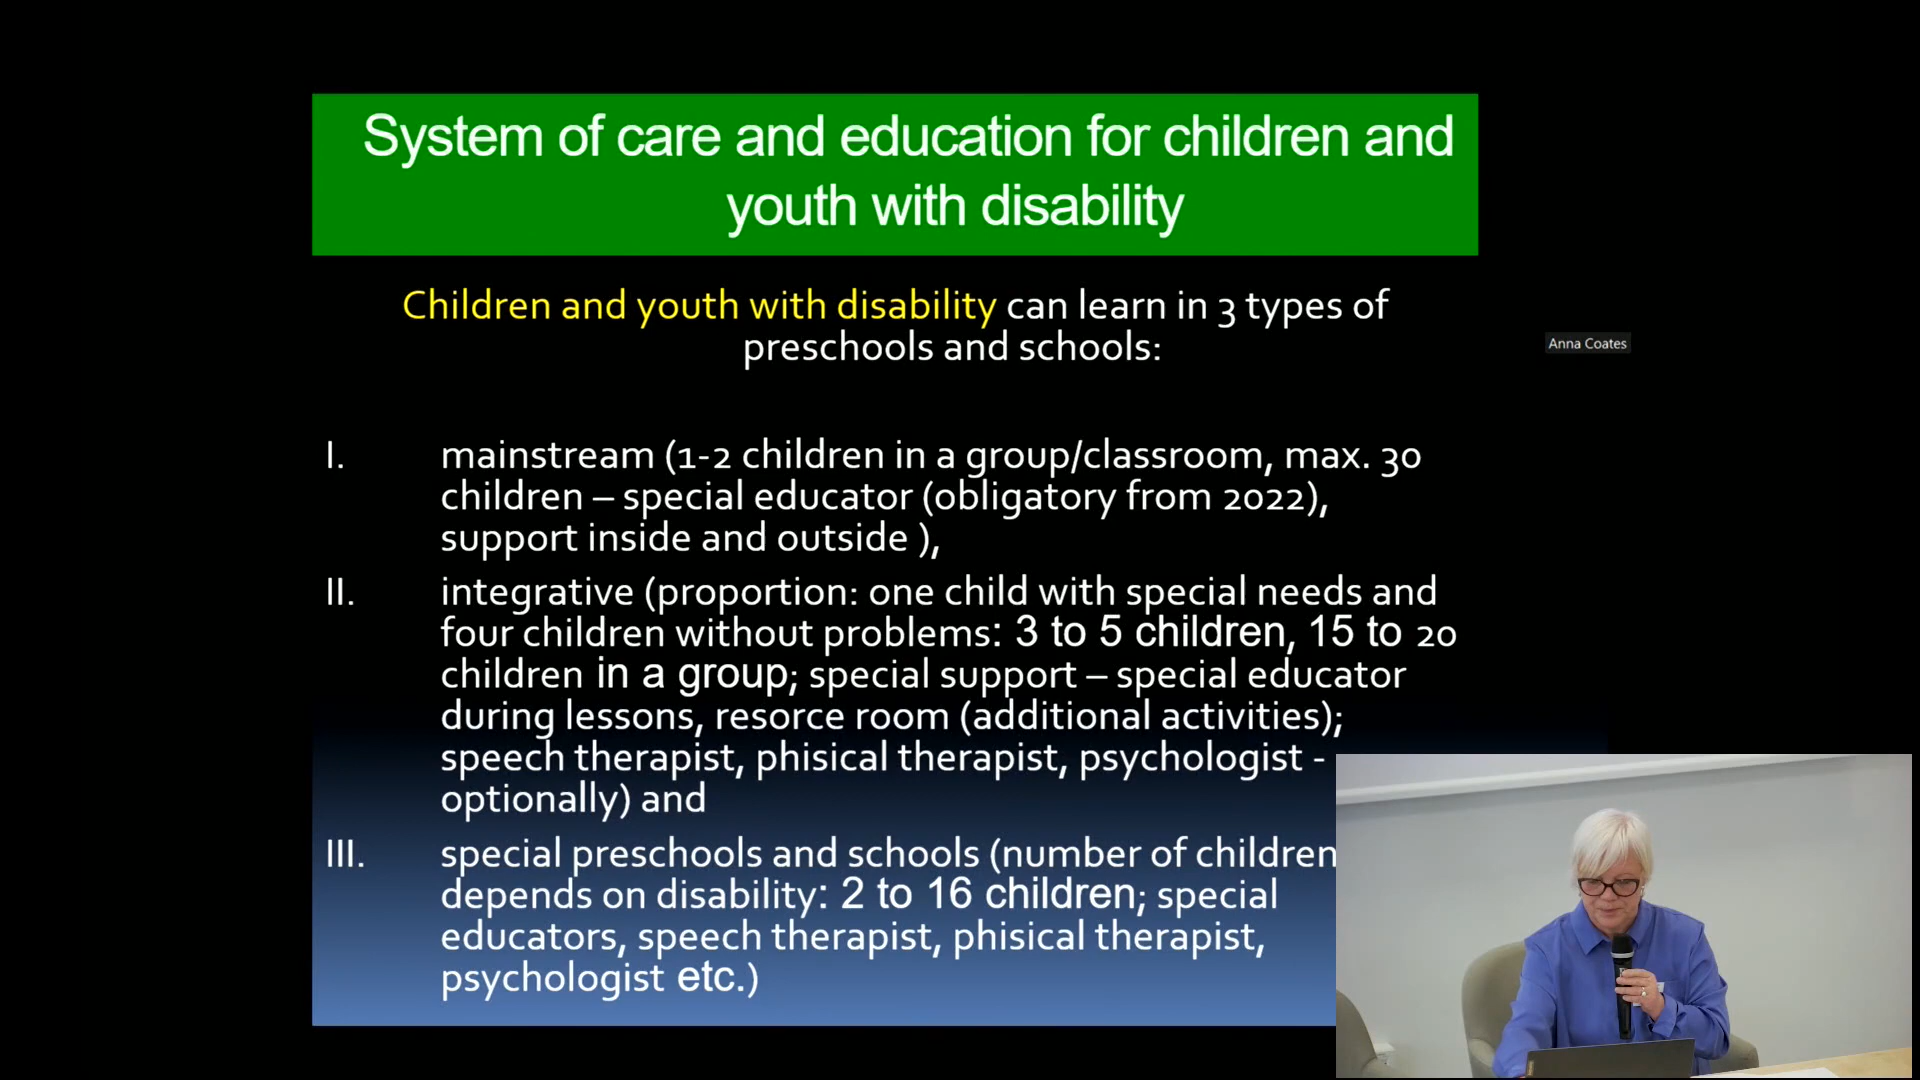 System of care and education for children and
youth with disability
Children and youth with disability can learn in 3 types of
preschools and schools:
Anna Coates
I. mainstream (1-2 children in a group/classroom, max. 30
children – special educator (obligatory from 2022),
support inside and outside ),
II. integrative (proportion: one child with special needs and
four children without problems: 3 to 5 children, 15 to 20
children in a group; special support – special educator
during lessons, resorce room (additional activities);
speech therapist, phisical therapist, psychologist -
optionally) and
III. special preschools and schools (number of children
depends on disability: 2 to 16 children; special
educators, speech therapist, phisical therapist,
psychologist etc.)